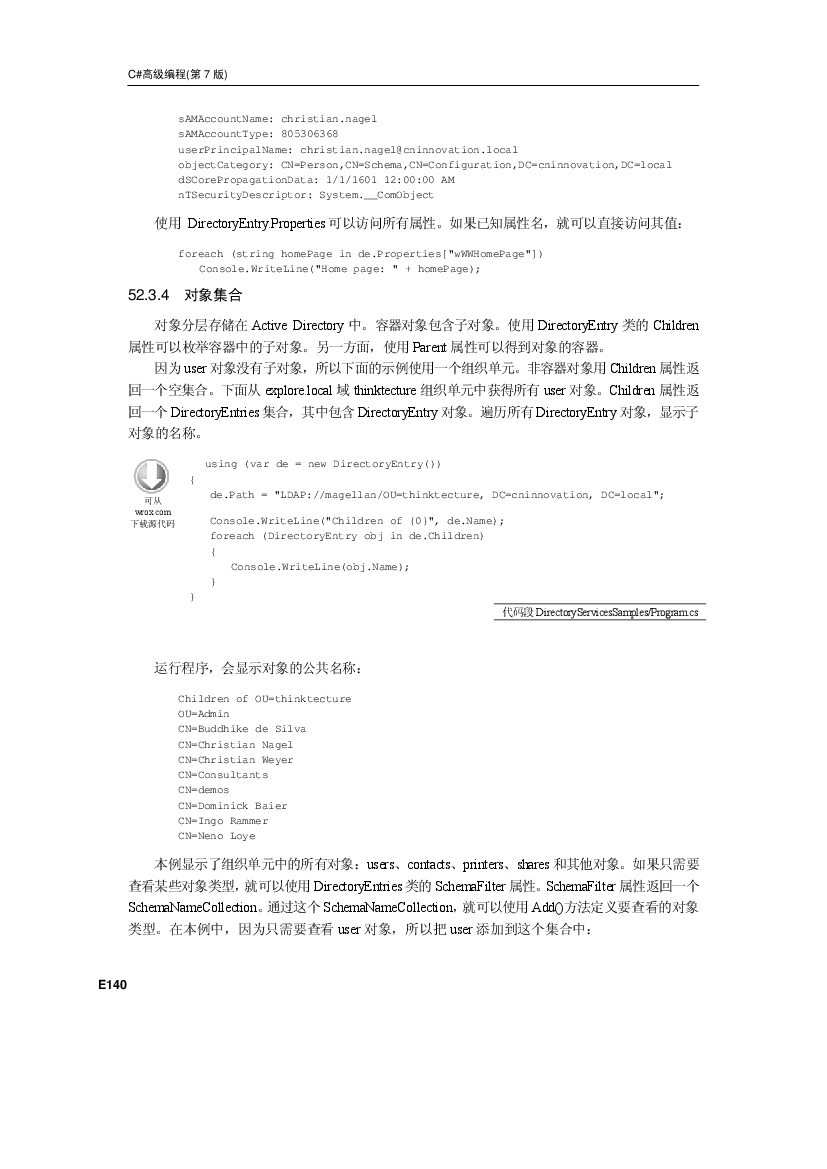 C#高级编程(第 7 版)
sAMAccountName: christian.nagel
sAMAccountType: 805306368
userPrincipalName: christian.nagel@cninnovation.local
objectCategory: CN=Person,CN=Schema,CN=Configuration,DC=cninnovation,DC=local
dSCorePropagationData: 1/1/1601 12:00:00 AM
nTSecurityDescriptor: System.__ComObject
使用 DirectoryEntry.Properties 可以访问所有属性。如果已知属性名，就可以直接访问其值：
foreach (string homePage in de.Properties["wWWHomePage"])
Console.WriteLine("Home page: " + homePage);
52.3.4 对象集合
对象分层存储在 Active Directory 中。容器对象包含子对象。使用 DirectoryEntry 类的 Children
属性可以枚举容器中的子对象。另一方面，使用 Parent 属性可以得到对象的容器。
因为 user 对象没有子对象，所以下面的示例使用一个组织单元。非容器对象用 Children 属性返
回一个空集合。下面从 explore.local 域 thinktecture 组织单元中获得所有 user 对象。Children 属性返
回一个 DirectoryEntries 集合，其中包含 DirectoryEntry 对象。遍历所有 DirectoryEntry 对象，显示子
对象的名称。
可从
wrox.com
下载源代码
using (var de = new DirectoryEntry())
{
de.Path = "LDAP://magellan/OU=thinktecture, DC=cninnovation, DC=local";
Console.WriteLine("Children of {0}", de.Name);
foreach (DirectoryEntry obj in de.Children)
{
Console.WriteLine(obj.Name);
}
}
代码段 DirectoryServicesSamples/Program.cs
运行程序，会显示对象的公共名称：
Children of OU=thinktecture
OU=Admin
CN=Buddhike de Silva
CN=Christian Nagel
CN=Christian Weyer
CN=Consultants
CN=demos
CN=Dominick Baier
CN=Ingo Rammer
CN=Neno Loye
本例显示了组织单元中的所有对象：users、contacts、printers、shares 和其他对象。如果只需要
查看某些对象类型，就可以使用 DirectoryEntries 类的 SchemaFilter 属性。SchemaFilter 属性返回一个
SchemaNameCollection。通过这个 SchemaNameCollection，就可以使用 Add()方法定义要查看的对象
类型。在本例中，因为只需要查看 user 对象，所以把 user 添加到这个集合中：
E140